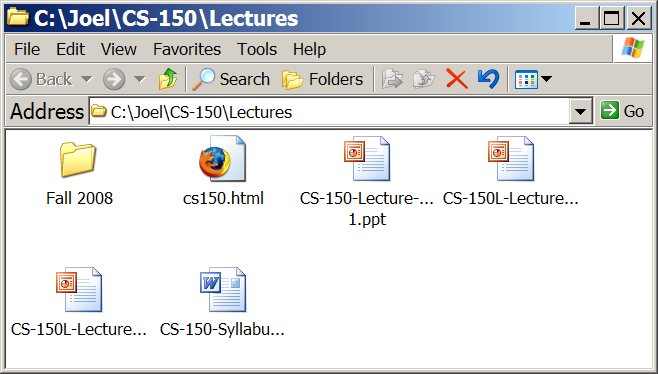 C:\Joel\CS-150\Lectures
File Edit View Favorites Tools Help
Back Search Folders
Address C:\Joel\CS-150\Lectures Go
Fall 2008 cs150.html CS-150-Lecture-... CS-150L-Lecture...
1.ppt
CS-150L-Lecture... CS-150-Syllabu...